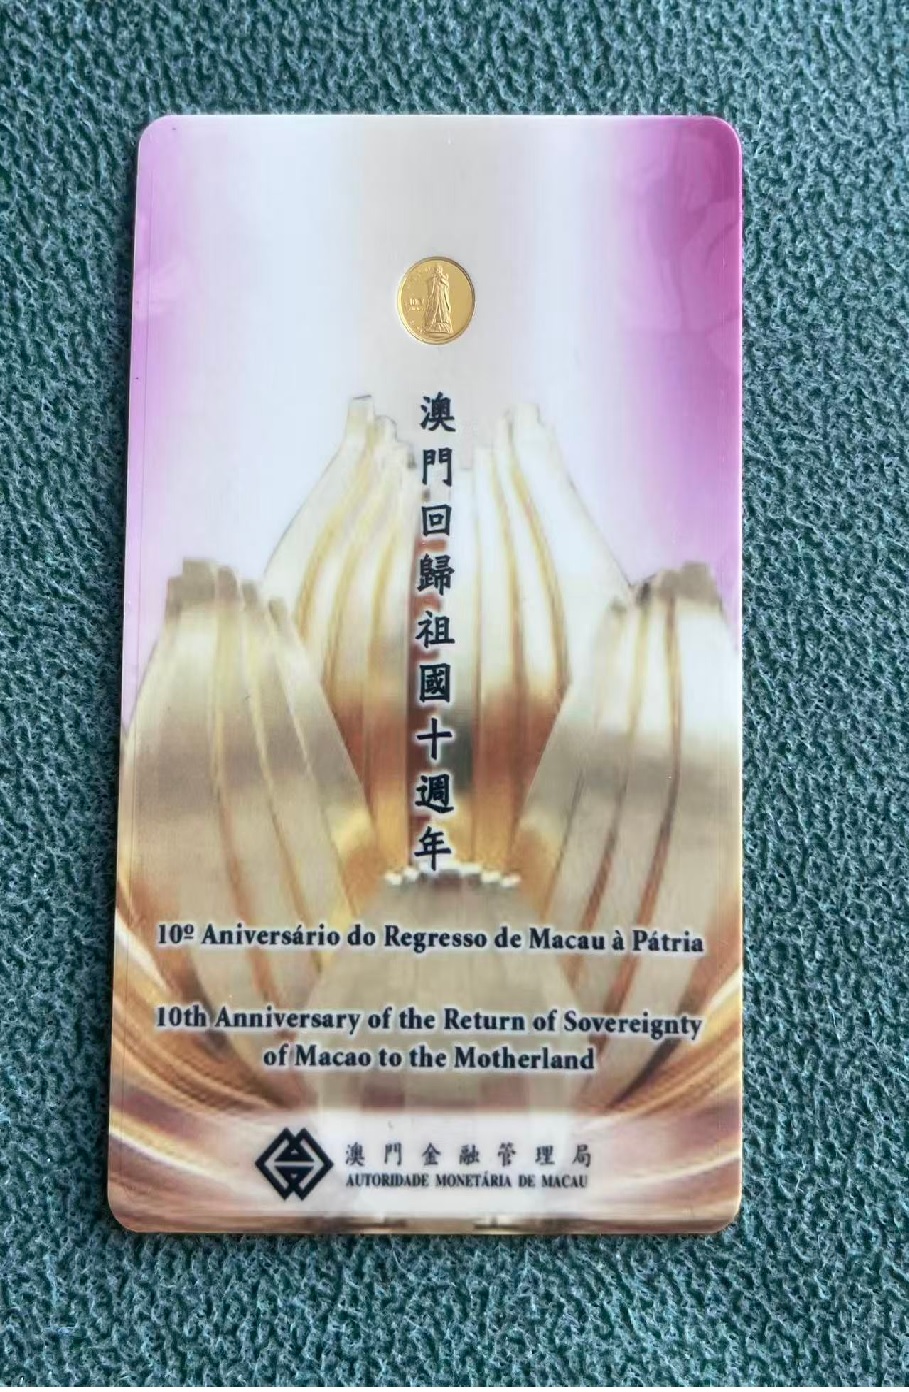 澳門回歸祖國十週年
10º Aniversário do Regresso de Macau à Pátria
10th Anniversary of the Return of Sovereignty
of Macao to the Motherland
澳門金融管理局
AUTORIDADE MONETÁRIA DE MACAU